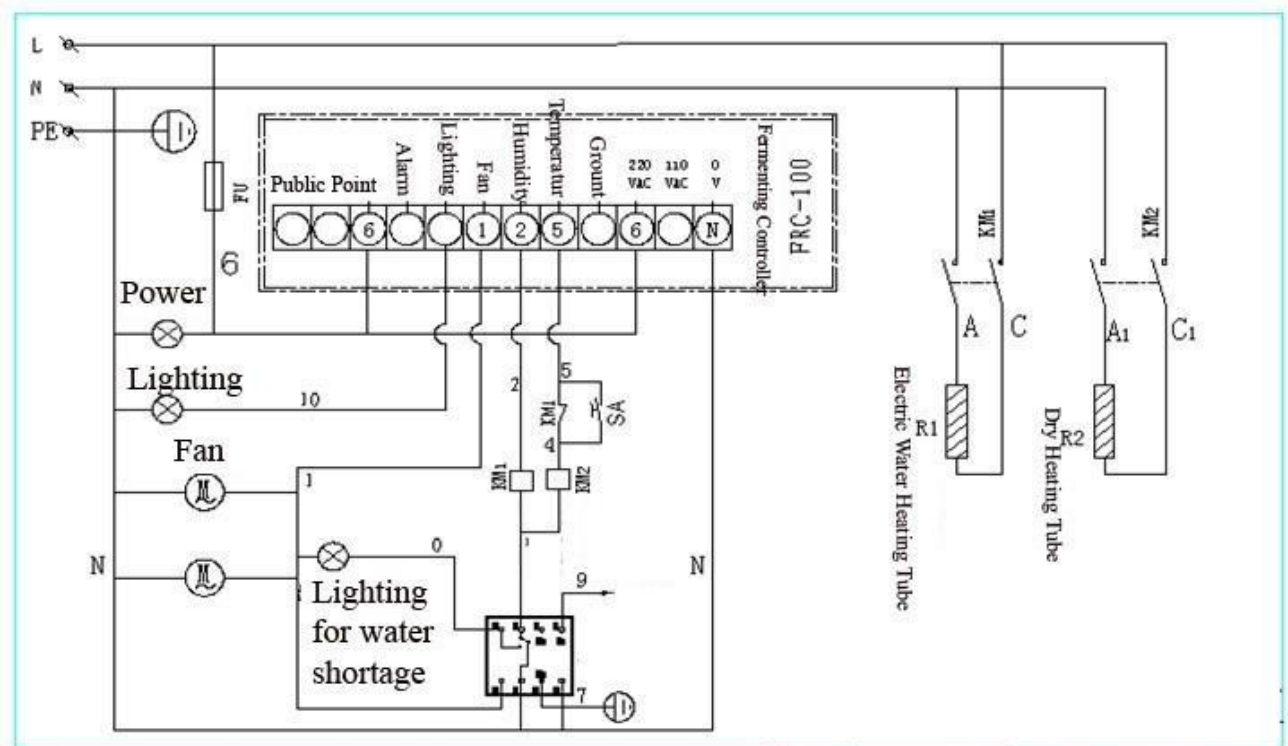 L
N
PE
FU
6
Public Point
Alarm
Lighting
Fan
Humidity
Temperatur
Grount
220
VAC
110
VAC
0
V
Fermenting Controller
PRC-100
6
1
2
5
6
N
Power
Lighting
10
Fan
1
N
0
Lighting
for water
shortage
2
5
KM1
SA
4
KM1
KM2
1
9
7
N
KM1
KM2
A
C
A1
C1
R1
Electric Water Heating Tube
R2
Dry Heating Tube